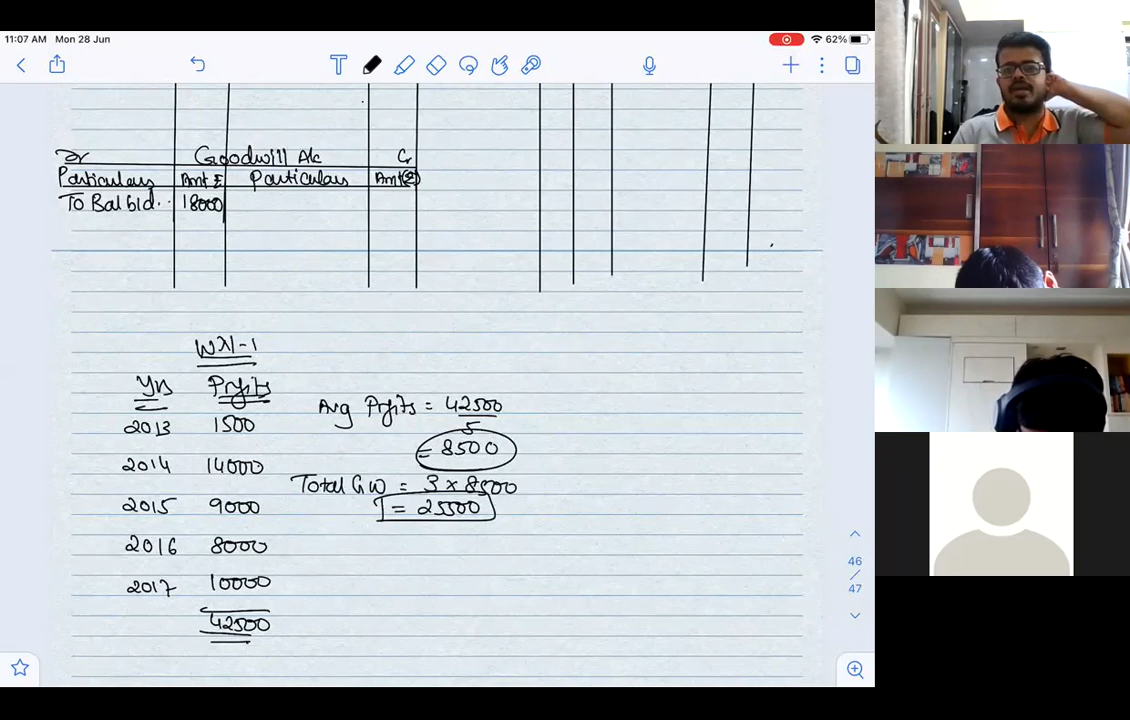 11:07 AM Mon 28 Jun
62%
Dr Goodwill A/c Cr
Particulars Amt ₹ Particulars Amt(₹)
To Bal b/d.. 18000
WN-1
Yrs Profits
2013 1500
2014 14000
2015 9000
2016 8000
2017 10000
42500
Avg Profits = 42500
5
= 8500
Total GW = 3 × 8500
= 25500
46
/
47